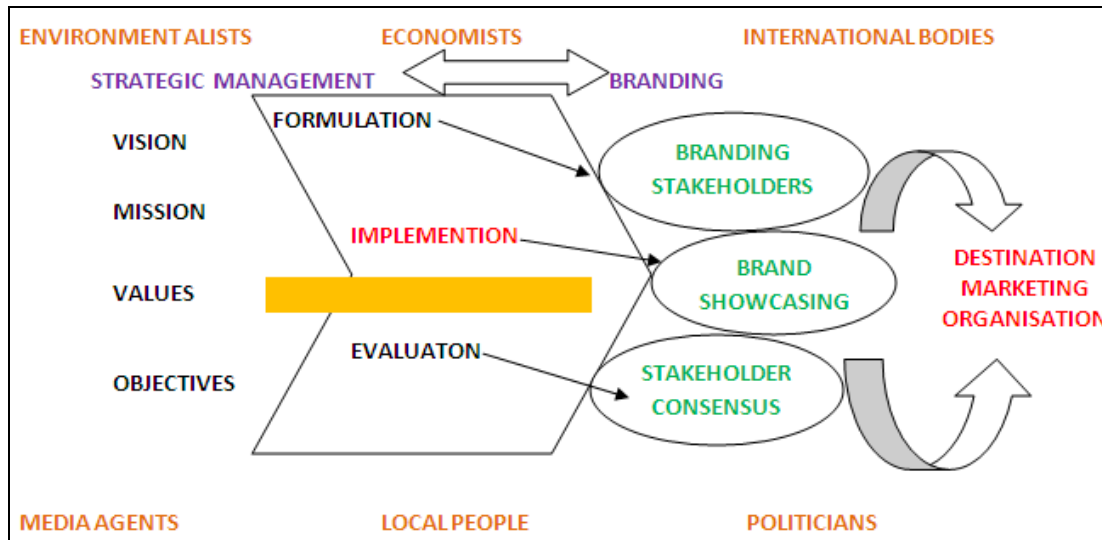 ENVIRONMENT ALISTS
ECONOMISTS
INTERNATIONAL BODIES
STRATEGIC MANAGEMENT
BRANDING
FORMULATION
VISION
BRANDING
STAKEHOLDERS
MISSION
IMPLEMENTION
BRAND
SHOWCASING
DESTINATION
MARKETING
ORGANISATION
VALUES
EVALUATON
OBJECTIVES
STAKEHOLDER
CONSENSUS
MEDIA AGENTS
LOCAL PEOPLE
POLITICIANS